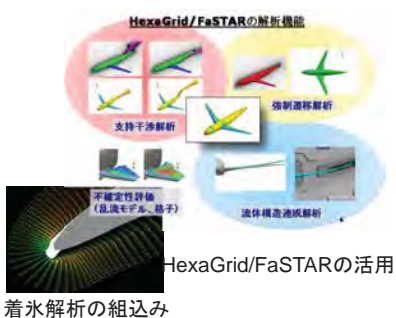 HexaGrid/FaSTARの解析機能
支持干渉解析
強制遷移解析
不確定性評価
(乱流モデル、格子)
流体構造連成解析
HexaGrid/FaSTARの活用
着氷解析の組込み